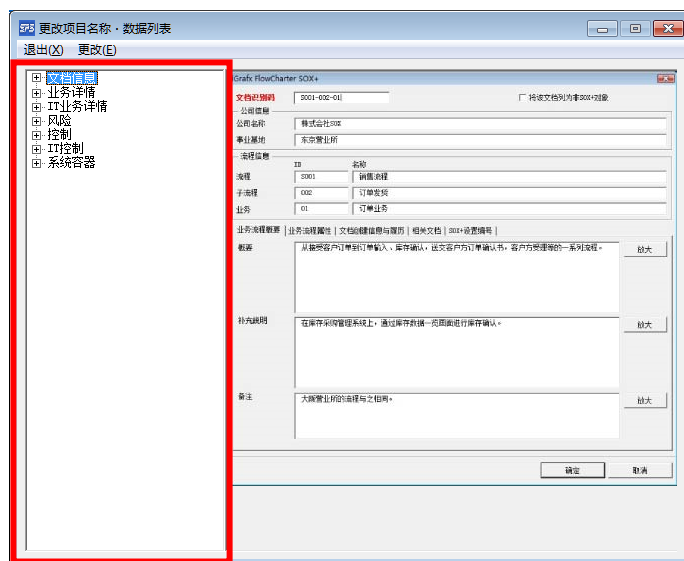 SPS 更改项目名称・数据列表
退出(X) 更改(E)
文档信息
业务详情
IT业务详情
风险
控制
IT控制
系统容器
iGrafx FlowCharter SOX+
文档识别码 S001-002-01 将该文档列为非SOX+对象
公司信息
公司名称 株式会社SOX
事业基地 东京营业所
流程信息
ID 名称
流程 S001 销售流程
子流程 002 订单发货
业务 01 订单业务
业务流程概要 业务流程属性 文档创建信息与履历 相关文档 SOX+设置编号
概要 从接受客户订单到订单输入、库存确认，送交客户方订单确认书，客户方受理等的一系列流程。 放大
补充说明 在库存采购管理系统上，通过库存数据一览画面进行库存确认。 放大
备注 大阪营业所的流程与之相同。 放大
确定 取消